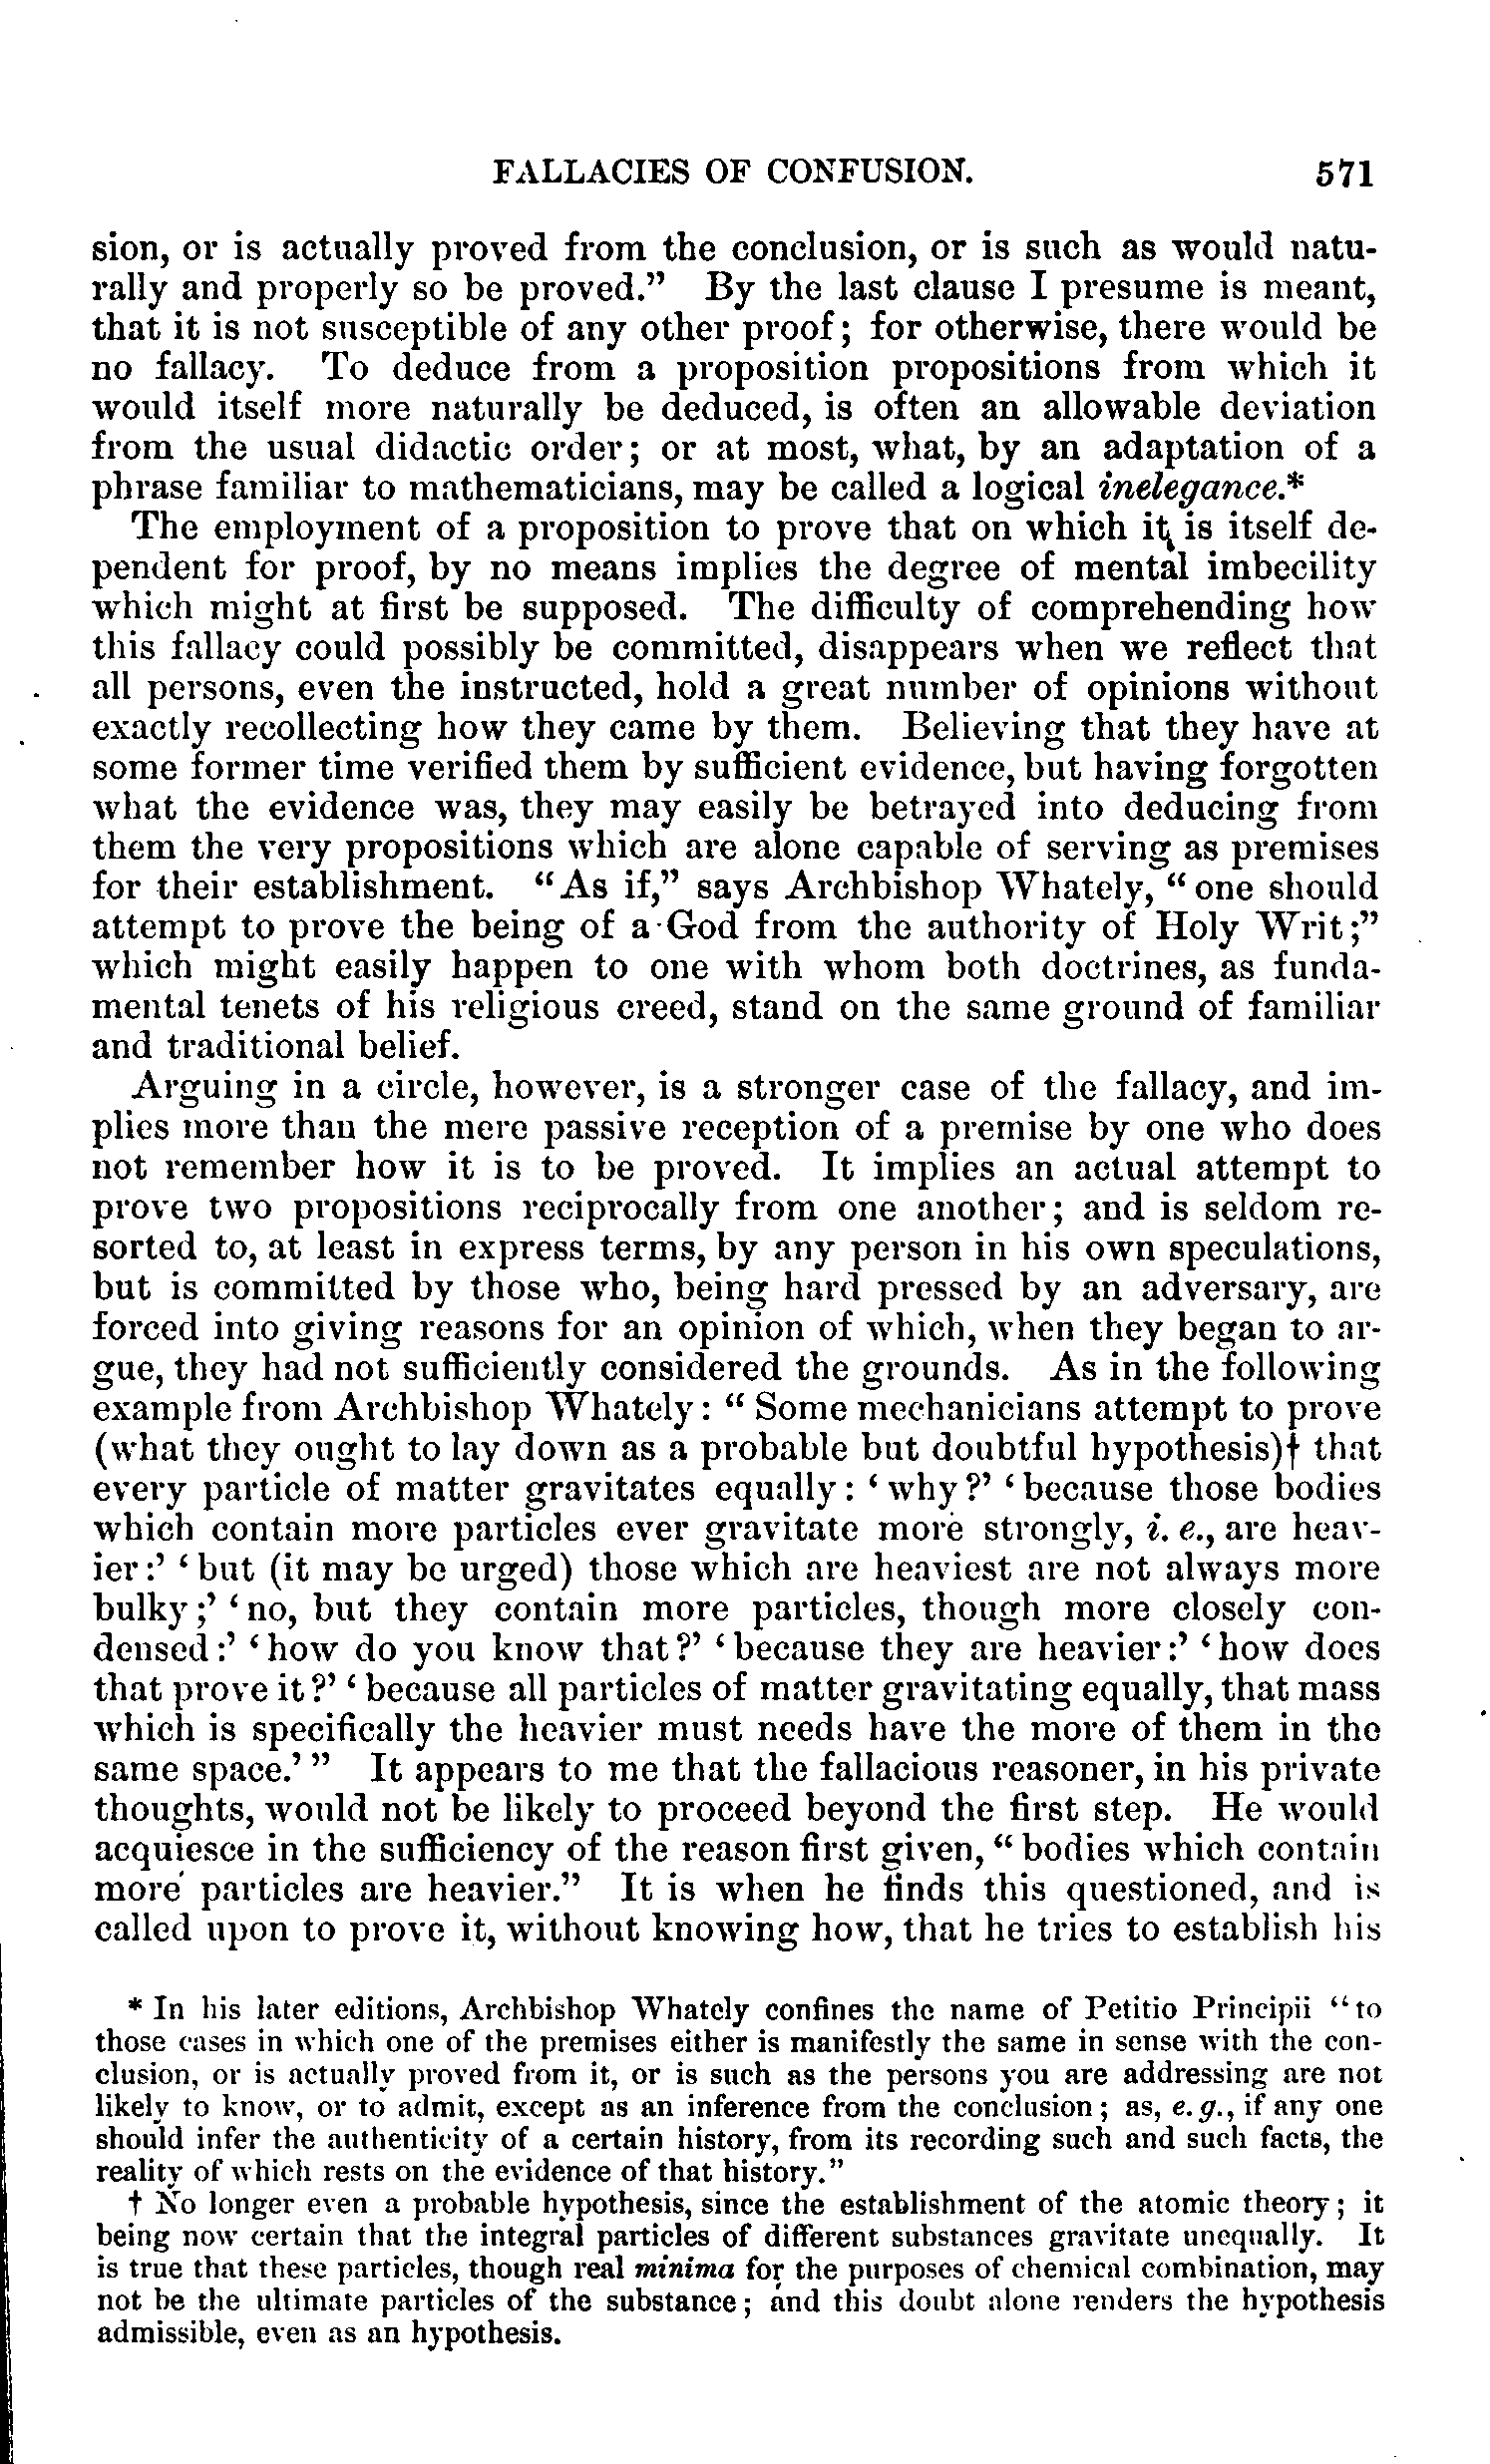 FALLACIES OF CONFUSION. 571
sion, or is actually proved from the conclusion, or is such as would natu-
rally and properly so be proved.” By the last clause I presume is meant,
that it is not susceptible of any other proof; for otherwise, there would be
no fallacy. To deduce from a proposition propositions from which it
would itself more naturally be deduced, is often an allowable deviation
from the usual didactic order; or at most, what, by an adaptation of a
phrase familiar to mathematicians, may be called a logical inelegance.*
The employment of a proposition to prove that on which it is itself de-
pendent for proof, by no means implies the degree of mental imbecility
which might at first be supposed. The difficulty of comprehending how
this fallacy could possibly be committed, disappears when we reflect that
all persons, even the instructed, hold a great number of opinions without
exactly recollecting how they came by them. Believing that they have at
some former time verified them by sufficient evidence, but having forgotten
what the evidence was, they may easily be betrayed into deducing from
them the very propositions which are alone capable of serving as premises
for their establishment. “As if,” says Archbishop Whately, “one should
attempt to prove the being of a God from the authority of Holy Writ;”
which might easily happen to one with whom both doctrines, as funda-
mental tenets of his religious creed, stand on the same ground of familiar
and traditional belief.
Arguing in a circle, however, is a stronger case of the fallacy, and im-
plies more than the mere passive reception of a premise by one who does
not remember how it is to be proved. It implies an actual attempt to
prove two propositions reciprocally from one another; and is seldom re-
sorted to, at least in express terms, by any person in his own speculations,
but is committed by those who, being hard pressed by an adversary, are
forced into giving reasons for an opinion of which, when they began to ar-
gue, they had not sufficiently considered the grounds. As in the following
example from Archbishop Whately: “Some mechanicians attempt to prove
(what they ought to lay down as a probable but doubtful hypothesis)† that
every particle of matter gravitates equally: ‘why?’ ‘because those bodies
which contain more particles ever gravitate more strongly, i. e., are heav-
ier:’ ‘but (it may be urged) those which are heaviest are not always more
bulky;’ ‘no, but they contain more particles, though more closely con-
densed:’ ‘how do you know that?’ ‘because they are heavier:’ ‘how does
that prove it?’ ‘because all particles of matter gravitating equally, that mass
which is specifically the heavier must needs have the more of them in the
same space.’” It appears to me that the fallacious reasoner, in his private
thoughts, would not be likely to proceed beyond the first step. He would
acquiesce in the sufficiency of the reason first given, “bodies which contain
more particles are heavier.” It is when he finds this questioned, and is
called upon to prove it, without knowing how, that he tries to establish his
* In his later editions, Archbishop Whately confines the name of Petitio Principii “to
those cases in which one of the premises either is manifestly the same in sense with the con-
clusion, or is actually proved from it, or is such as the persons you are addressing are not
likely to know, or to admit, except as an inference from the conclusion; as, e. g., if any one
should infer the authenticity of a certain history, from its recording such and such facts, the
reality of which rests on the evidence of that history.”
† No longer even a probable hypothesis, since the establishment of the atomic theory; it
being now certain that the integral particles of different substances gravitate unequally. It
is true that these particles, though real minima for the purposes of chemical combination, may
not be the ultimate particles of the substance; and this doubt alone renders the hypothesis
admissible, even as an hypothesis.